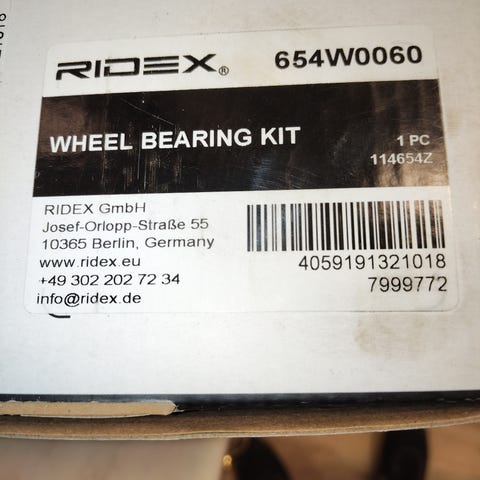 RIDEX® 654W0060
WHEEL BEARING KIT
1 PC
114654Z
RIDEX GmbH
Josef-Orlopp-Straße 55
10365 Berlin, Germany
www.ridex.eu
+49 302 202 72 34
info@ridex.de
4059191321018
7999772